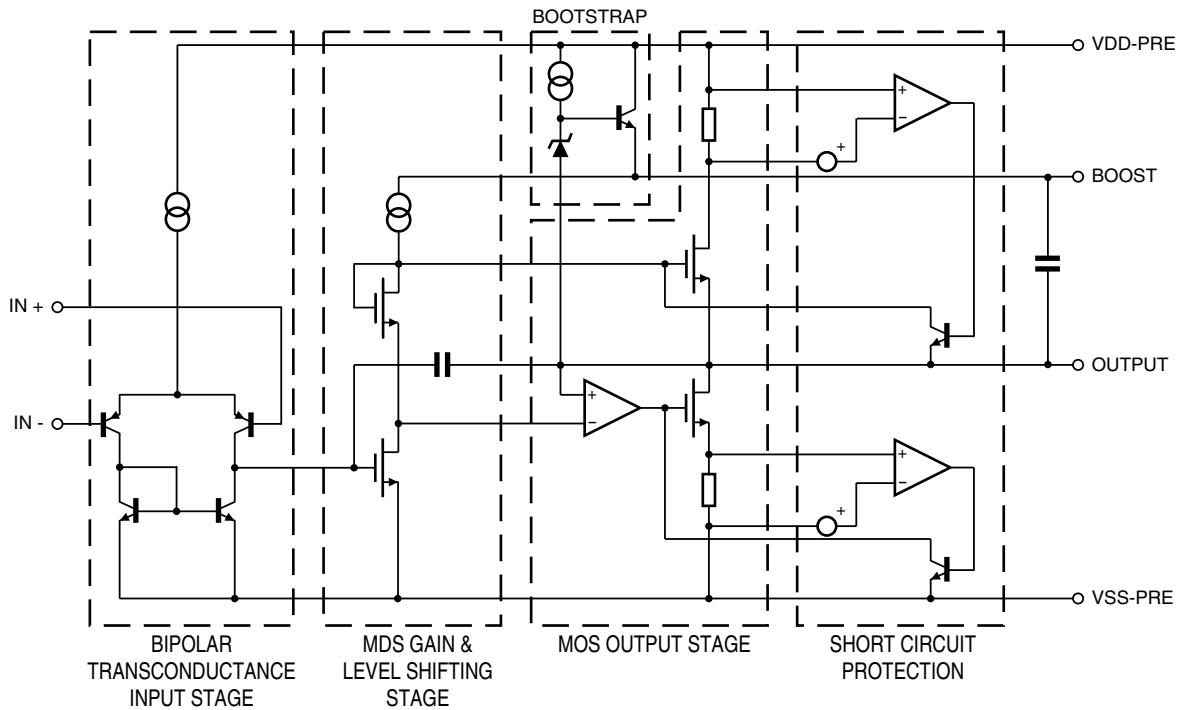 BOOTSTRAP
VDD-PRE
+
−
+
BOOST
IN +
OUTPUT
IN -
+
−
+
−
+
VSS-PRE
BIPOLAR
TRANSCONDUCTANCE
INPUT STAGE
MDS GAIN &
LEVEL SHIFTING
STAGE
MOS OUTPUT STAGE
SHORT CIRCUIT
PROTECTION